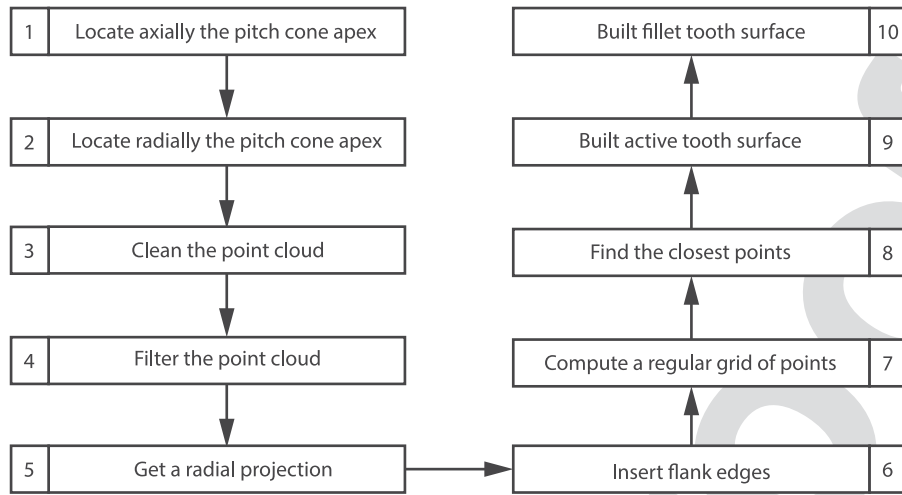 1 Locate axially the pitch cone apex
2 Locate radially the pitch cone apex
3 Clean the point cloud
4 Filter the point cloud
5 Get a radial projection
Insert flank edges 6
Compute a regular grid of points 7
Find the closest points 8
Built active tooth surface 9
Built fillet tooth surface 10